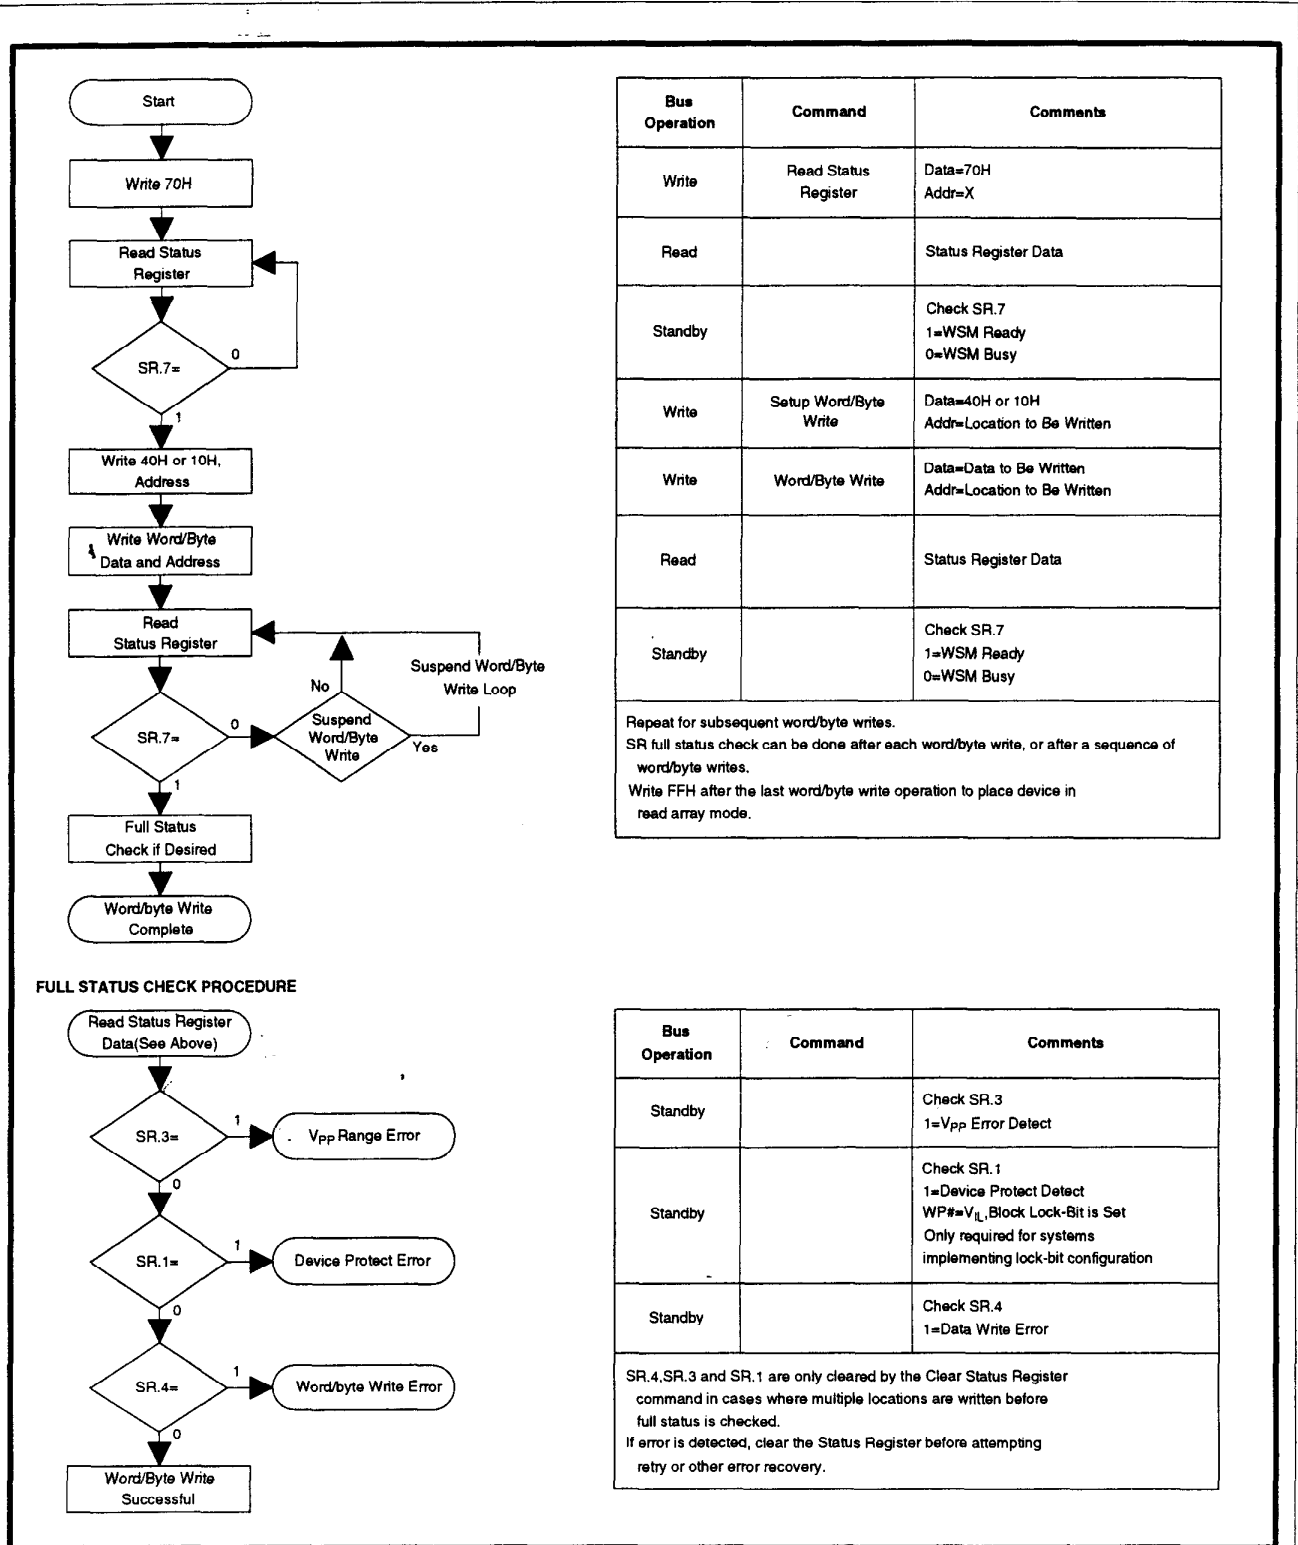 Start
Write 70H
Read Status
Register
SR.7=
0
1
Write 40H or 10H,
Address
Write Word/Byte
Data and Address
Read
Status Register
SR.7=
0
1
No
Suspend
Word/Byte
Write
Yes
Suspend Word/Byte
Write Loop
Full Status
Check if Desired
Word/byte Write
Complete
Bus
Operation
Command
Comments
Write
Read Status
Register
Data=70H
Addr=X
Read
Status Register Data
Standby
Check SR.7
1=WSM Ready
0=WSM Busy
Write
Setup Word/Byte
Write
Data=40H or 10H
Addr=Location to Be Written
Write
Word/Byte Write
Data=Data to Be Written
Addr=Location to Be Written
Read
Status Register Data
Standby
Check SR.7
1=WSM Ready
0=WSM Busy
Repeat for subsequent word/byte writes.
SR full status check can be done after each word/byte write, or after a sequence of
word/byte writes.
Write FFH after the last word/byte write operation to place device in
read array mode.
FULL STATUS CHECK PROCEDURE
Read Status Register
Data(See Above)
SR.3=
1
VPP Range Error
0
SR.1=
1
Device Protect Error
0
SR.4=
1
Word/byte Write Error
0
Word/Byte Write
Successful
Bus
Operation
Command
Comments
Standby
Check SR.3
1=VPP Error Detect
Standby
Check SR.1
1=Device Protect Detect
WP#=VIL,Block Lock-Bit is Set
Only required for systems
implementing lock-bit configuration
Standby
Check SR.4
1=Data Write Error
SR.4,SR.3 and SR.1 are only cleared by the Clear Status Register
command in cases where multiple locations are written before
full status is checked.
If error is detected, clear the Status Register before attempting
retry or other error recovery.